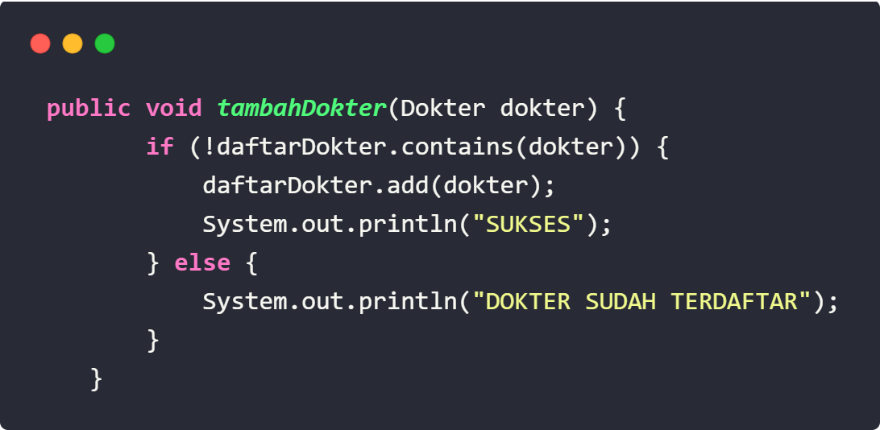 public void tambahDokter(Dokter dokter) {
if (!daftarDokter.contains(dokter)) {
daftarDokter.add(dokter);
System.out.println("SUKSES");
} else {
System.out.println("DOKTER SUDAH TERDAFTAR");
}
}